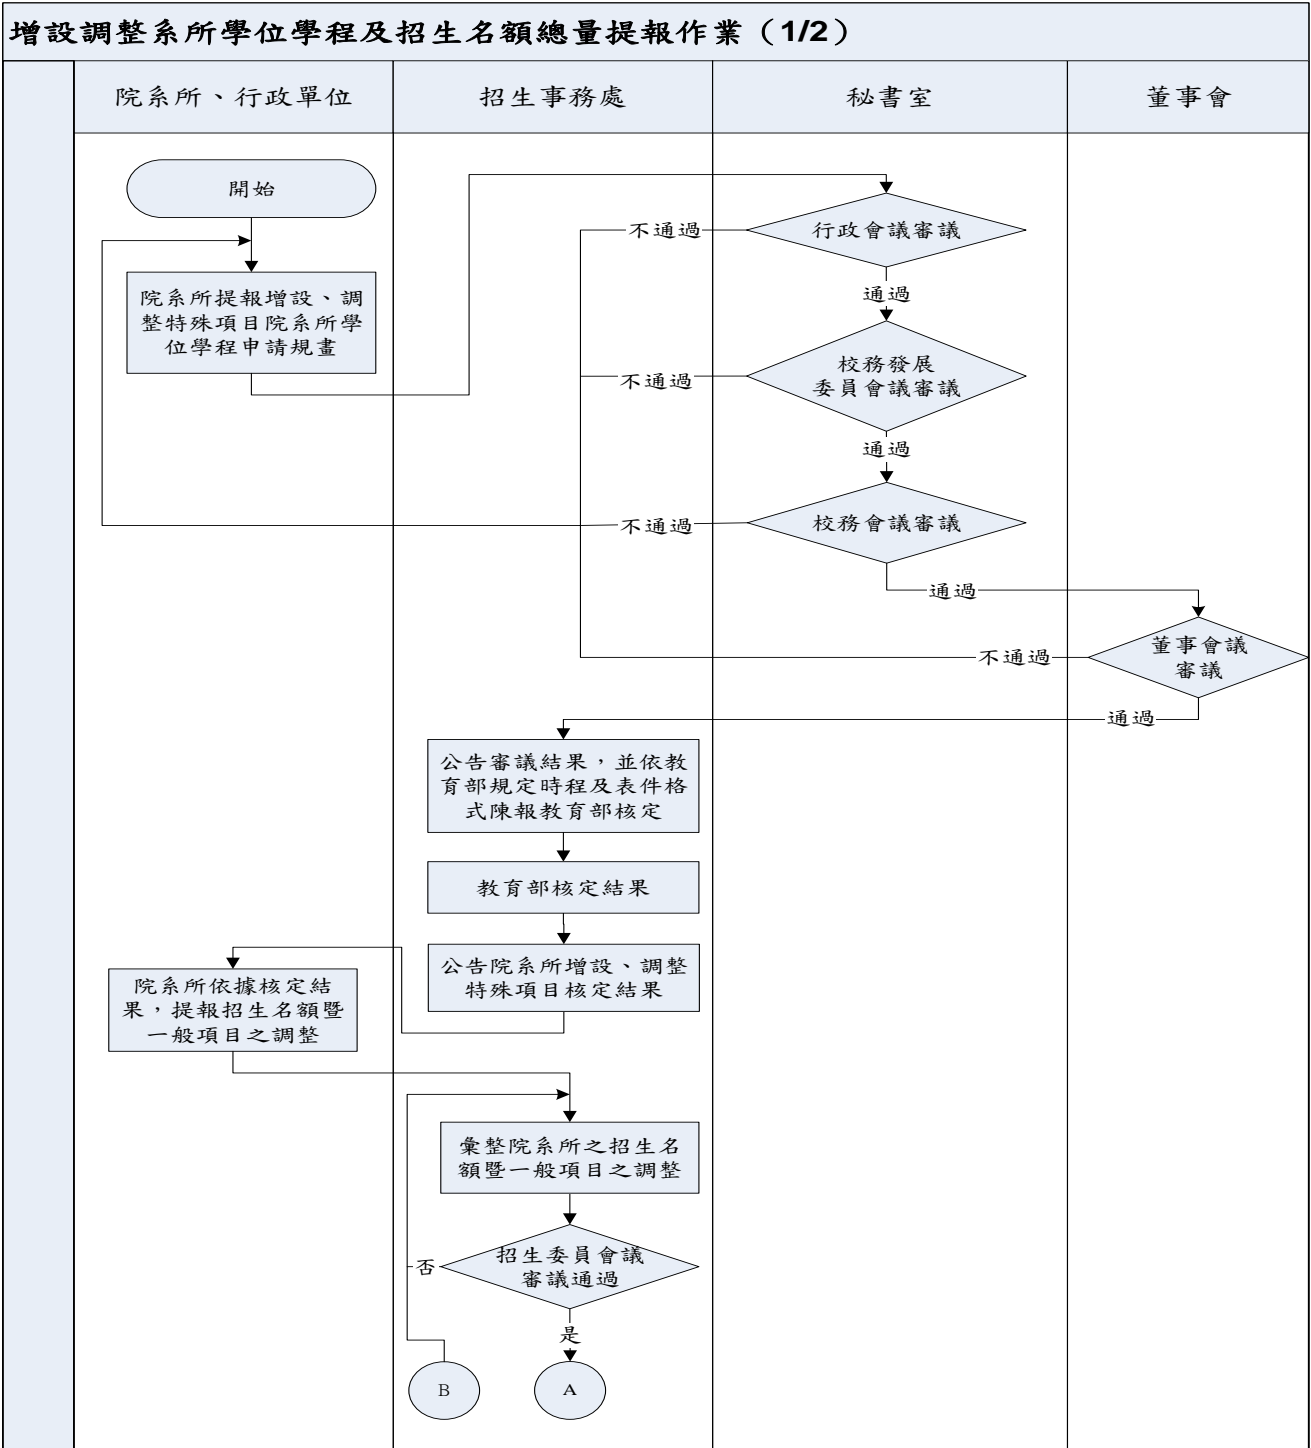 增設調整系所學位學程及招生名額總量提報作業（1/2）
院系所、行政單位
招生事務處
秘書室
董事會
開始
行政會議審議
不通過
通過
院系所提報增設、調
整特殊項目院系所學
位學程申請規畫
校務發展
委員會議審議
不通過
通過
校務會議審議
不通過
通過
董事會議
審議
不通過
通過
公告審議結果，並依教
育部規定時程及表件格
式陳報教育部核定
教育部核定結果
公告院系所增設、調整
特殊項目核定結果
院系所依據核定結
果，提報招生名額暨
一般項目之調整
彙整院系所之招生名
額暨一般項目之調整
招生委員會議
審議通過
否
是
B
A